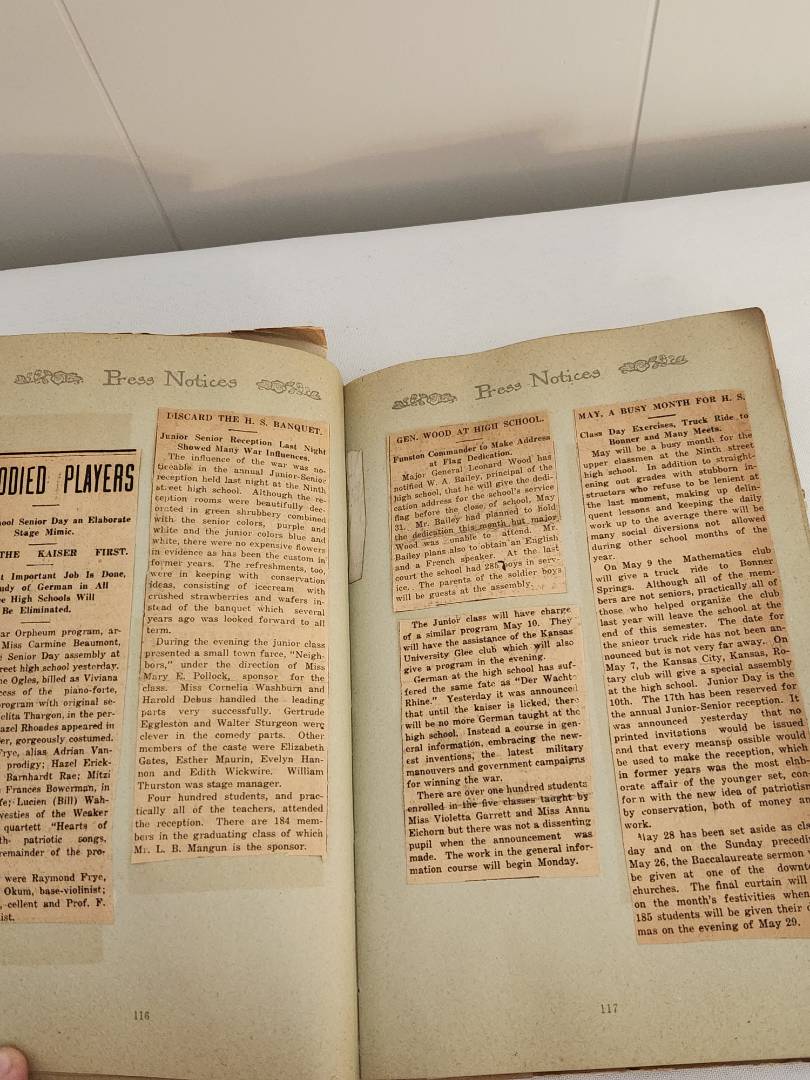 Press Notices
ODIED PLAYERS
ool Senior Day an Elaborate
Stage Mimic.
THE KAISER FIRST.
t Important Job Is Done,
udy of German in All
e High Schools Will
Be Eliminated.
ar Orpheum program, ar-
Miss Carmine Beaumont,
e Senior Day assembly at
reet high school yesterday.
he Ogles, billed as Viviana
cess of the piano-forte,
program with original se-
elita Thargon, in the per-
azel Rhoades appeared in
er, gorgeously costumed.
Frye, alias Adrian Van-
prodigy; Hazel Erick-
Barnhardt Rae; Mitzi
Frances Bowerman, in
fe; Lucien (Bill) Wah-
vesties of the Weaker
quartett "Hearts of
th patriotic songs,
remainder of the pro-
were Raymond Frye,
Okum, base-violinist;
, cellent and Prof. F.
ist.
DISCARD THE H. S. BANQUET.
Junior Senior Reception Last Night
Showed Many War Influences.
The influence of the war was no-
ticeable in the annual Junior-Senior
reception held last night at the Ninth
street high school. Although the re-
ception rooms were beautifully dec-
orated in green shrubbery combined
with the senior colors, purple and
white and the junior colors blue and
white, there were no expensive flowers
in evidence as has been the custom in
former years. The refreshments, too,
were in keeping with conservation
ideas, consisting of icecream with
crushed strawberries and wafers in-
stead of the banquet which several
years ago was looked forward to all
term.
During the evening the junior class
presented a small town farce, "Neigh-
bors," under the direction of Miss
Mary E. Pollock, sponsor for the
class. Miss Cornelia Washburn and
Harold Debus handled the leading
parts very successfully. Gertrude
Eggleston and Walter Sturgeon were
clever in the comedy parts. Other
members of the caste were Elizabeth
Gates, Esther Maurin, Evelyn Han-
non and Edith Wickwire. William
Thurston was stage manager.
Four hundred students, and prac-
tically all of the teachers, attended
the reception. There are 184 mem-
bers in the graduating class of which
Mr. L. B. Mangun is the sponsor.
116
Press Notices
GEN. WOOD AT HIGH SCHOOL.
Funston Commander to Make Address
at Flag Dedication.
Major General Leonard Wood has
notified W. A. Bailey, principal of the
high school, that he will give the dedi-
cation address for the school's service
flag before the close of school, May
31. Mr. Bailey had planned to hold
the dedication this month but major
Wood was unable to attend. Mr.
Bailey plans also to obtain an English
and a French speaker. At the last
court the school had 285 boys in serv-
ice. The parents of the soldier boys
will be guests at the assembly.
The Junior class will have charge
of a similar program May 10. They
will have the assistance of the Kansas
University Glee club which will also
give a program in the evening.
German at the high school has suf-
fered the same fate as "Der Wacht
Rhine." Yesterday it was announced
that until the kaiser is licked, there
will be no more German taught at the
high school. Instead a course in gen-
eral information, embracing the new-
est inventions, the latest military
manouvers and government campaigns
for winning the war.
There are over one hundred students
enrolled in the five classes taught by
Miss Violetta Garrett and Miss Anna
Eichorn but there was not a dissenting
pupil when the announcement was
made. The work in the general infor-
mation course will begin Monday.
MAY, A BUSY MONTH FOR H. S.
Class Day Exercises, Truck Ride to
Bonner and Many Meets.
May will be a busy month for the
upper classmen at the Ninth street
high school. In addition to straight-
ening out grades with stubborn in-
structors who refuse to be lenient at
the last moment, making up delin-
quent lessons and keeping the daily
work up to the average there will be
many social diversions not allowed
during other school months of the
year.
On May 9 the Mathematics club
will give a truck ride to Bonner
Springs. Although all of the mem-
bers are not seniors, practically all of
those who helped organize the club
last year will leave the school at the
end of this semester. The date for
the sneior truck ride has not been an-
nounced but is not very far away. On
May 7, the Kansas City, Kansas, Ro-
tary club will give a special assembly
at the high school. Junior Day is the
10th. The 17th has been reserved for
the annual Junior-Senior reception. It
was announced yesterday that no
printed invitations would be issued
and that every means possible would
be used to make the reception, which
in former years was the most elab-
orate affair of the younger set, con-
form with the new idea of patriotism
by conservation, both of money an
work.
May 28 has been set aside as cla
day and on the Sunday precedi
May 26, the Baccalaureate sermon
be given at one of the downt
churches. The final curtain will
on the month's festivities when
185 students will be given their d
mas on the evening of May 29.
117